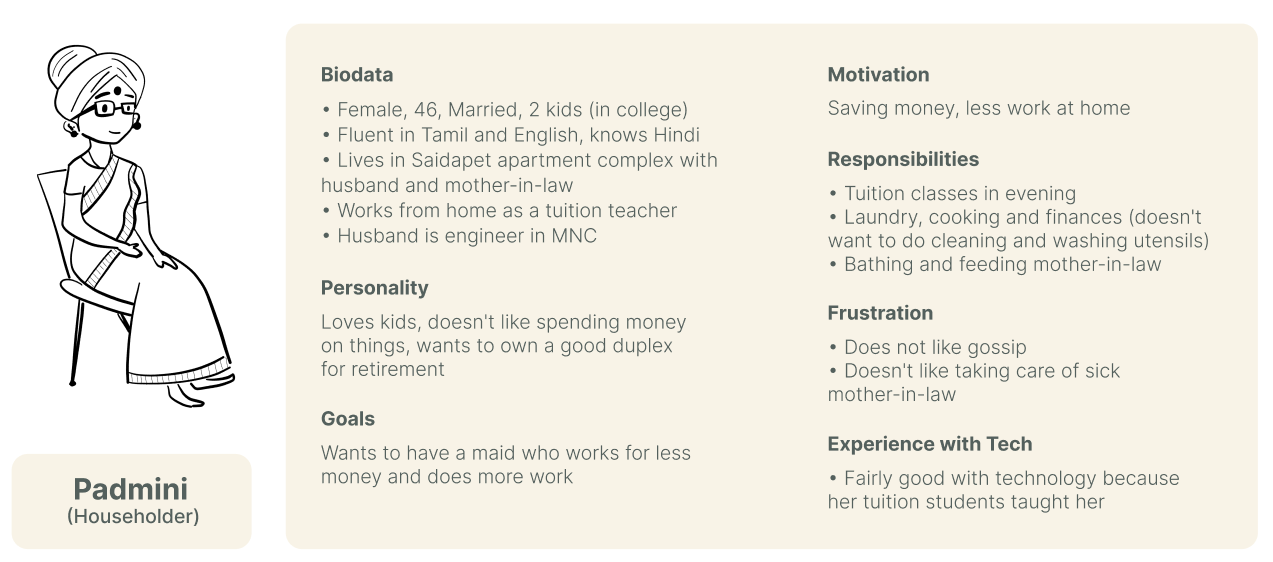 Biodata
• Female, 46, Married, 2 kids (in college)
• Fluent in Tamil and English, knows Hindi
• Lives in Saidapet apartment complex with
husband and mother-in-law
• Works from home as a tuition teacher
• Husband is engineer in MNC
Personality
Loves kids, doesn't like spending money
on things, wants to own a good duplex
for retirement
Goals
Wants to have a maid who works for less
money and does more work
Motivation
Saving money, less work at home
Responsibilities
• Tuition classes in evening
• Laundry, cooking and finances (doesn't
want to do cleaning and washing utensils)
• Bathing and feeding mother-in-law
Frustration
• Does not like gossip
• Doesn't like taking care of sick
mother-in-law
Experience with Tech
• Fairly good with technology because
her tuition students taught her
Padmini
(Householder)